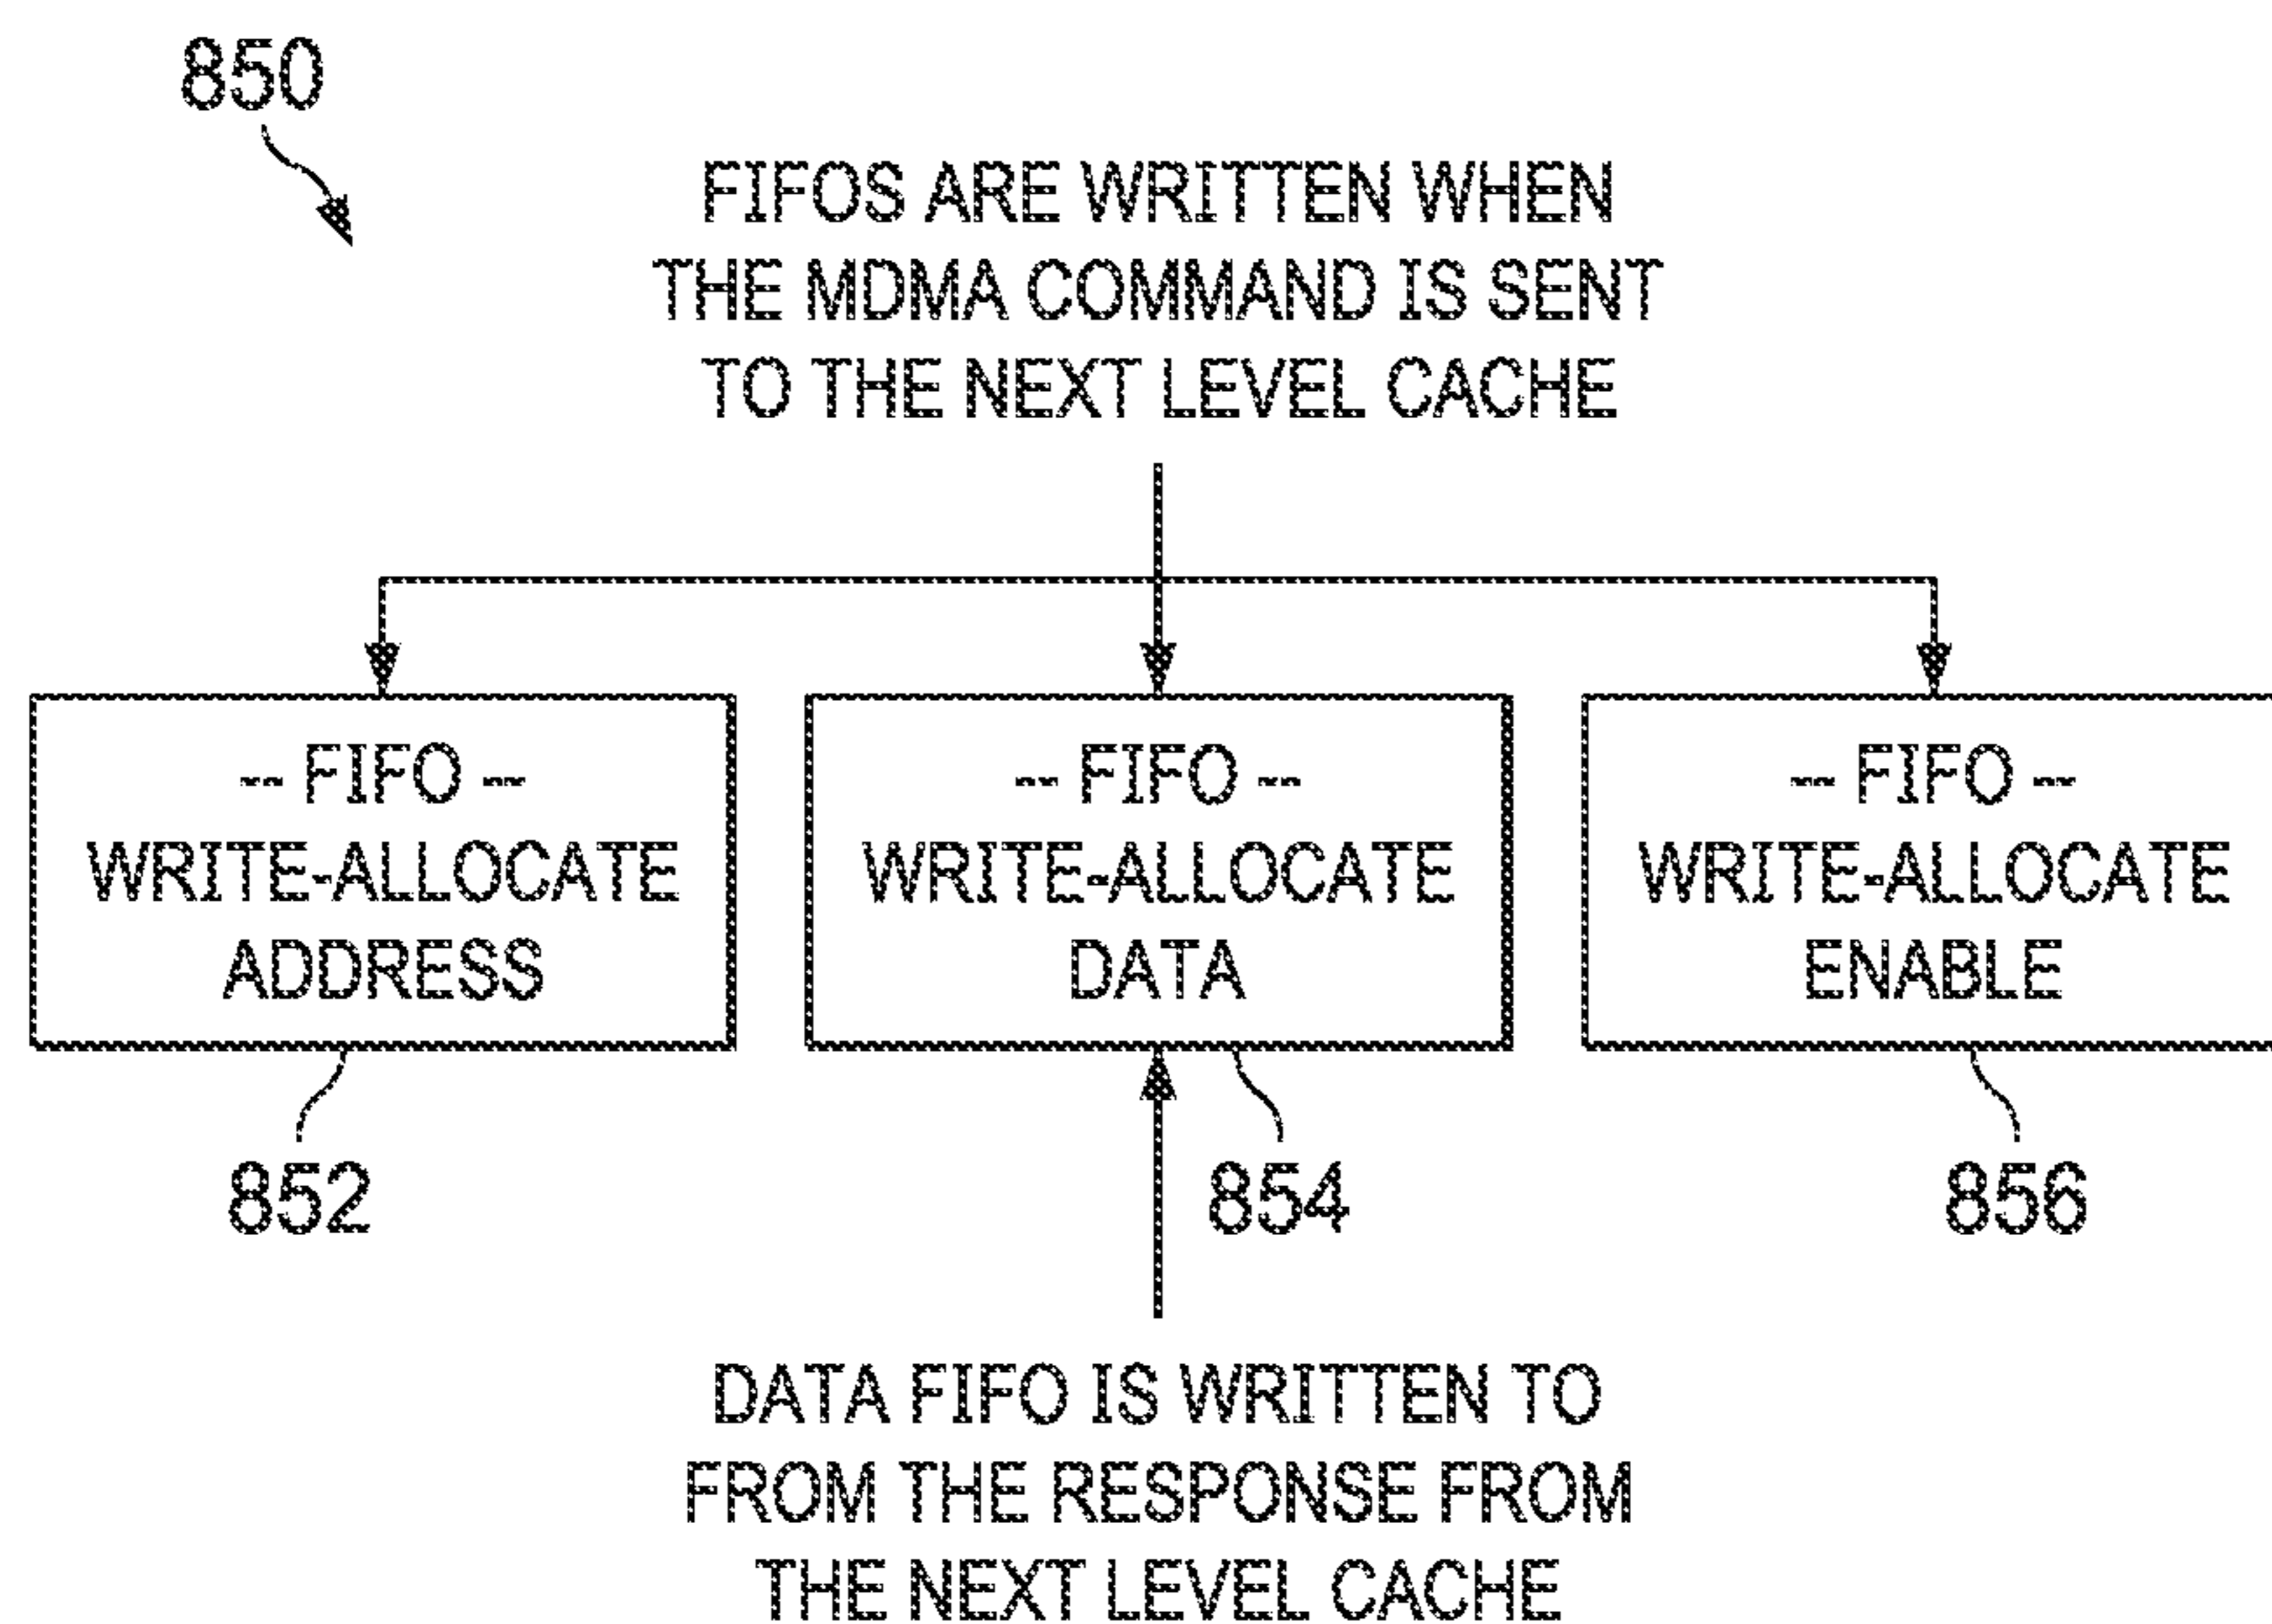 850
FIFOS ARE WRITTEN WHEN
THE MDMA COMMAND IS SENT
TO THE NEXT LEVEL CACHE
-- FIFO --
WRITE-ALLOCATE
ADDRESS
-- FIFO --
WRITE-ALLOCATE
DATA
-- FIFO --
WRITE-ALLOCATE
ENABLE
852
854
856
DATA FIFO IS WRITTEN TO
FROM THE RESPONSE FROM
THE NEXT LEVEL CACHE